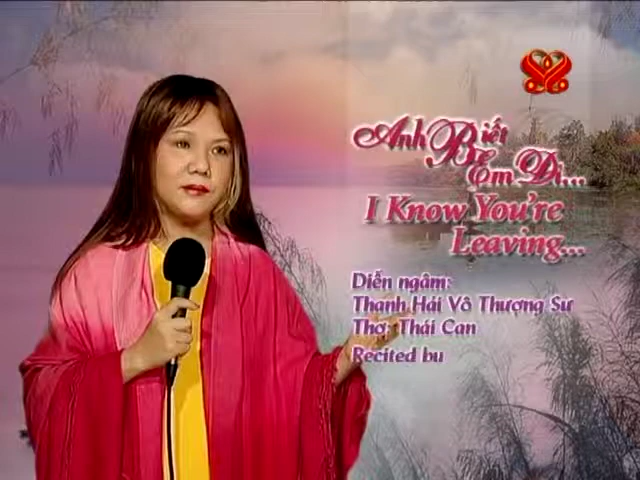 Anh Biết
Em Đi...
I Know You're
Leaving...
Diễn ngâm:
Thanh Hải Vô Thượng Sư
Thơ: Thái Can
Recited bu